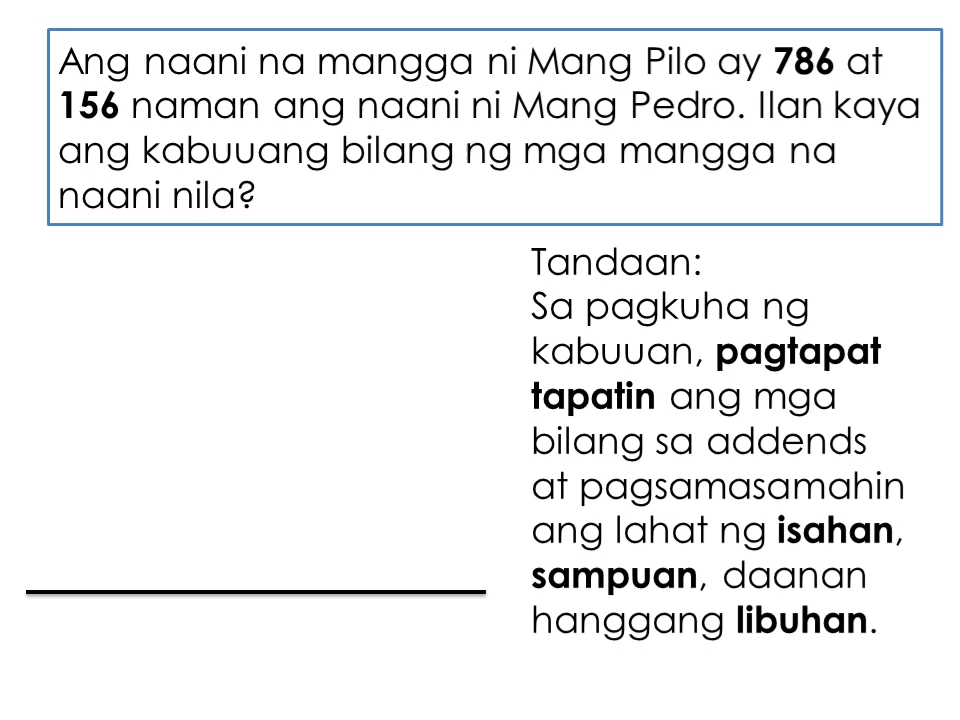 Ang naani na mangga ni Mang Pilo ay 786 at
156 naman ang naani ni Mang Pedro. Ilan kaya
ang kabuuang bilang ng mga mangga na
naani nila?
Tandaan:
Sa pagkuha ng
kabuuan, pagtapat
tapatin ang mga
bilang sa addends
at pagsamasamahin
ang lahat ng isahan,
sampuan, daanan
hanggang libuhan.